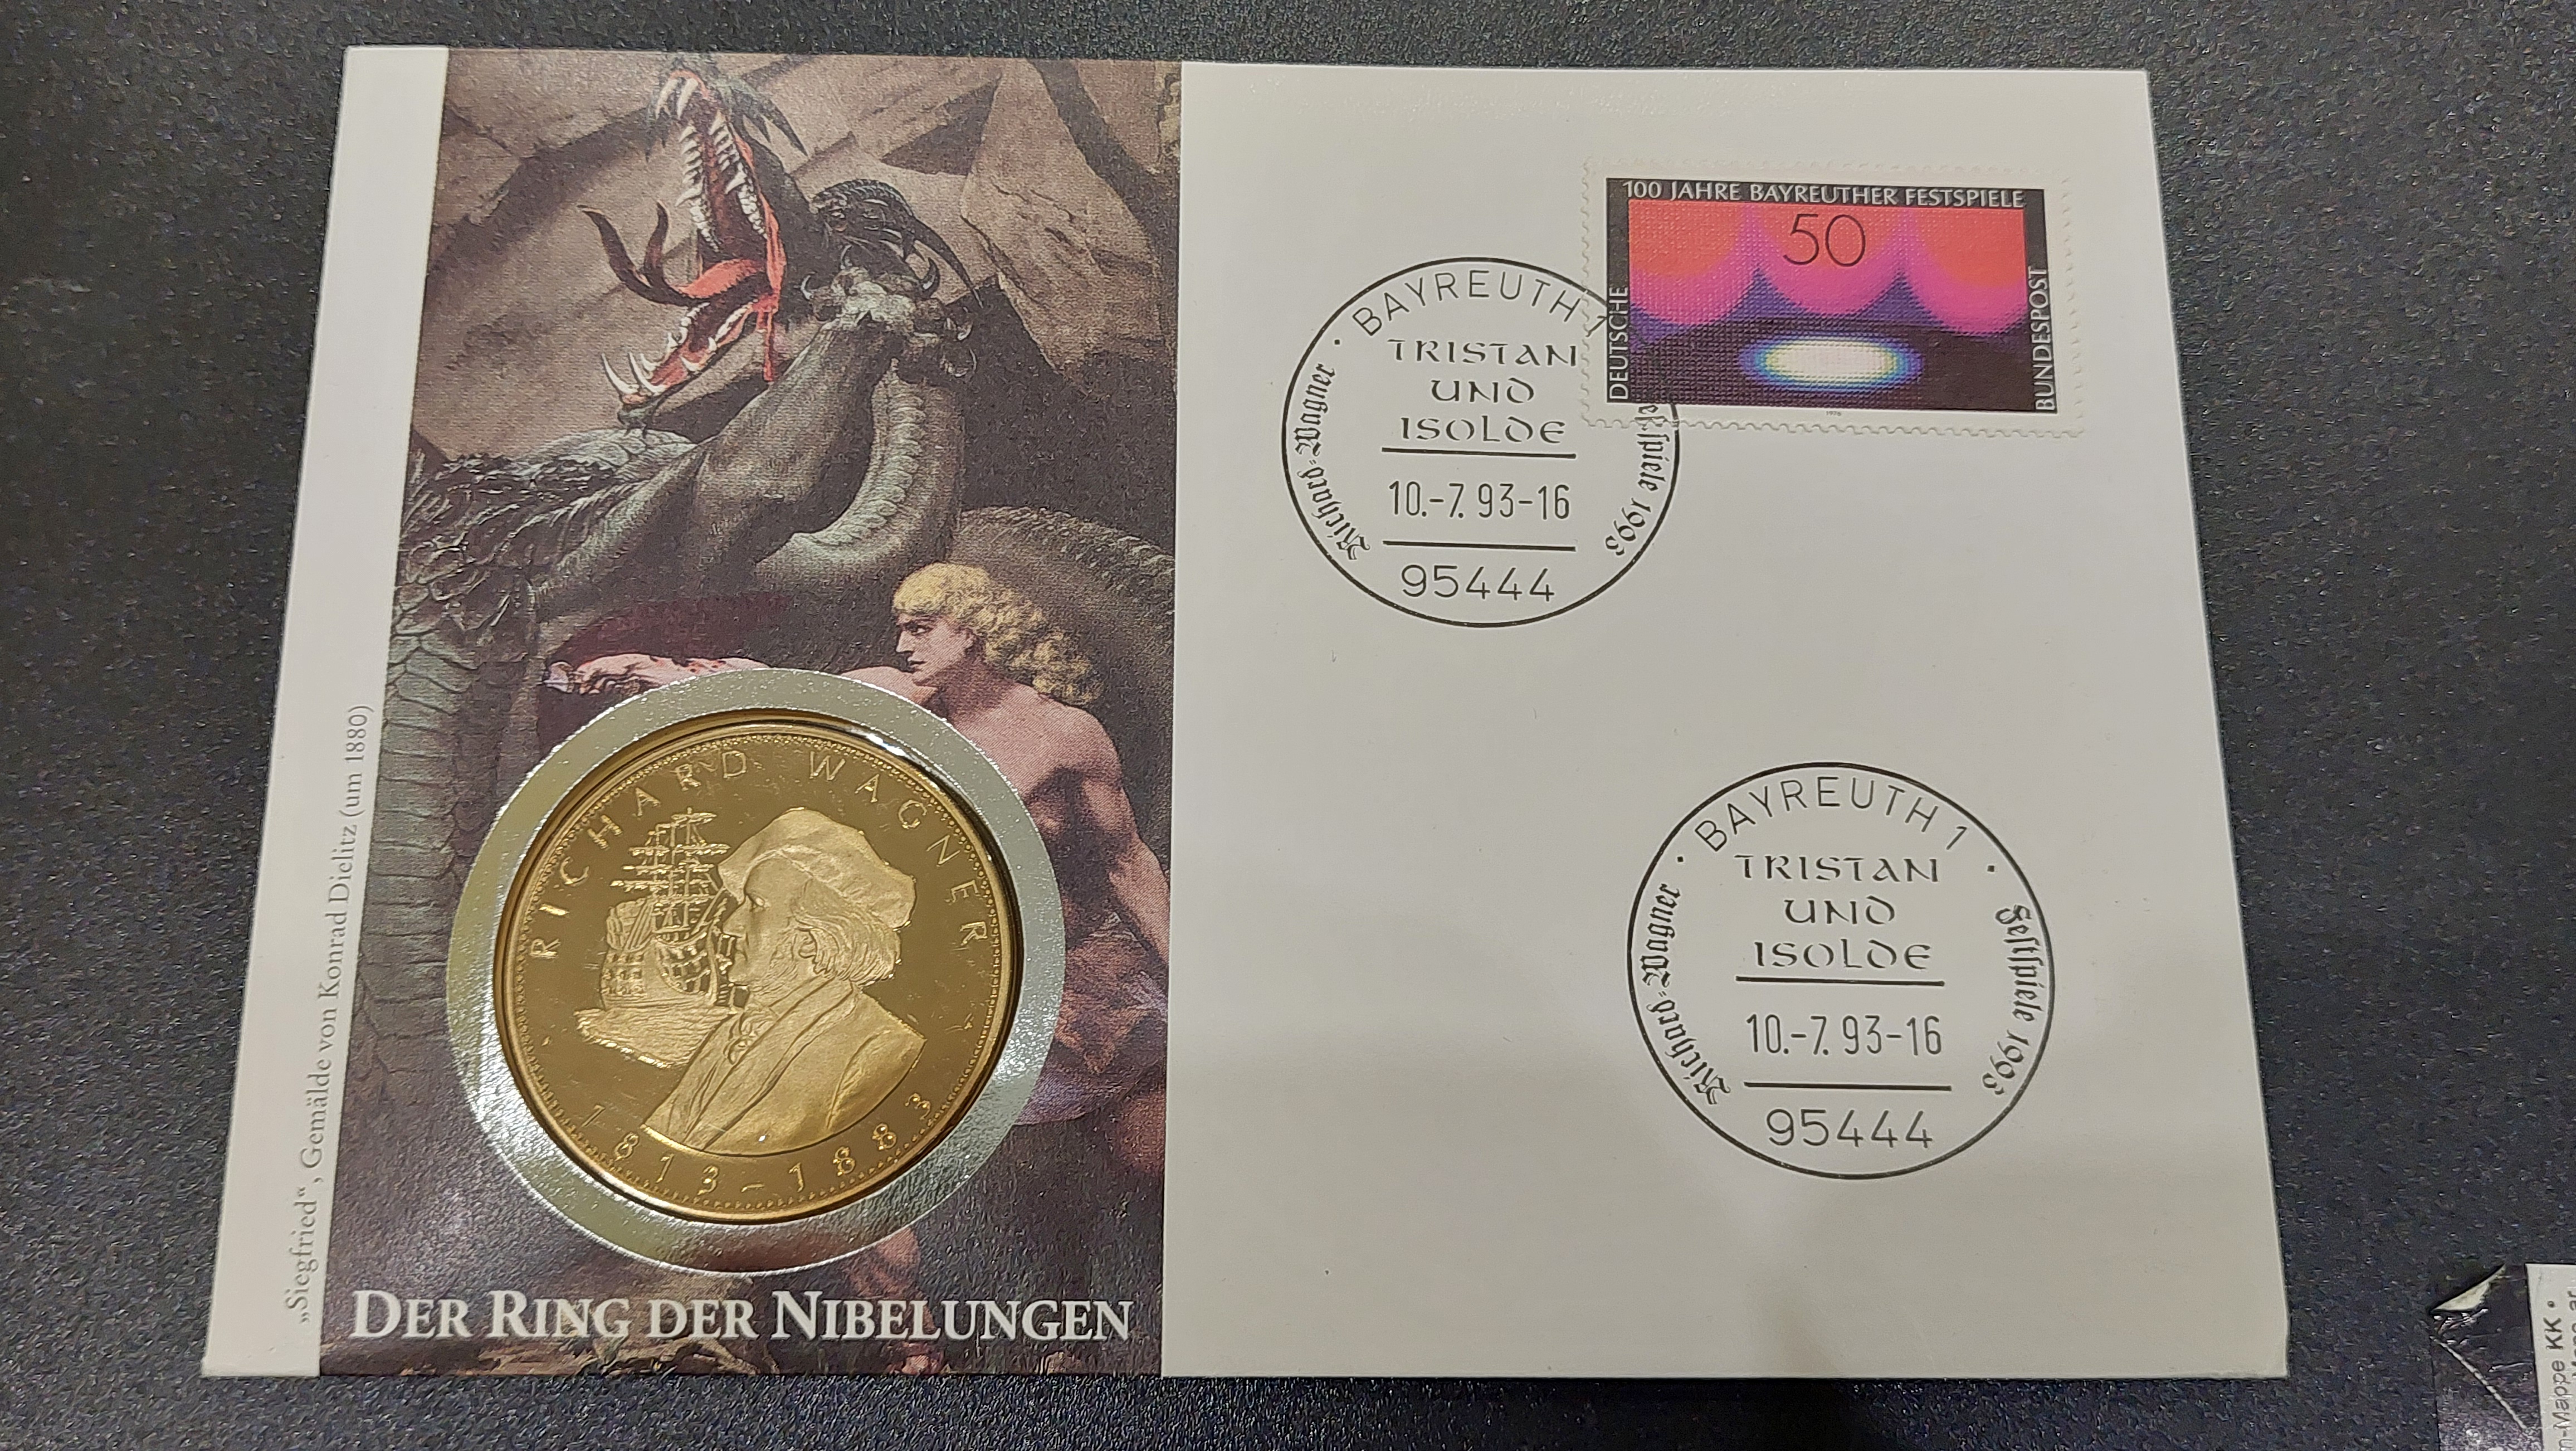 „Siegfried“, Gemälde von Konrad Dielitz (um 1880)
RICHARD WAGNER
1813-1883
DER RING DER NIBELUNGEN
100 JAHRE BAYREUTHER FESTSPIELE
50
DEUTSCHE
BUNDESPOST
1976
BAYREUTH 1
TRISTAN
UND
ISOLDE
10.-7.93-16
95444
Richard-Wagner
Festspiele 1993
BAYREUTH 1
TRISTAN
UND
ISOLDE
10.-7.93-16
95444
Richard-Wagner
Festspiele 1993
KK •